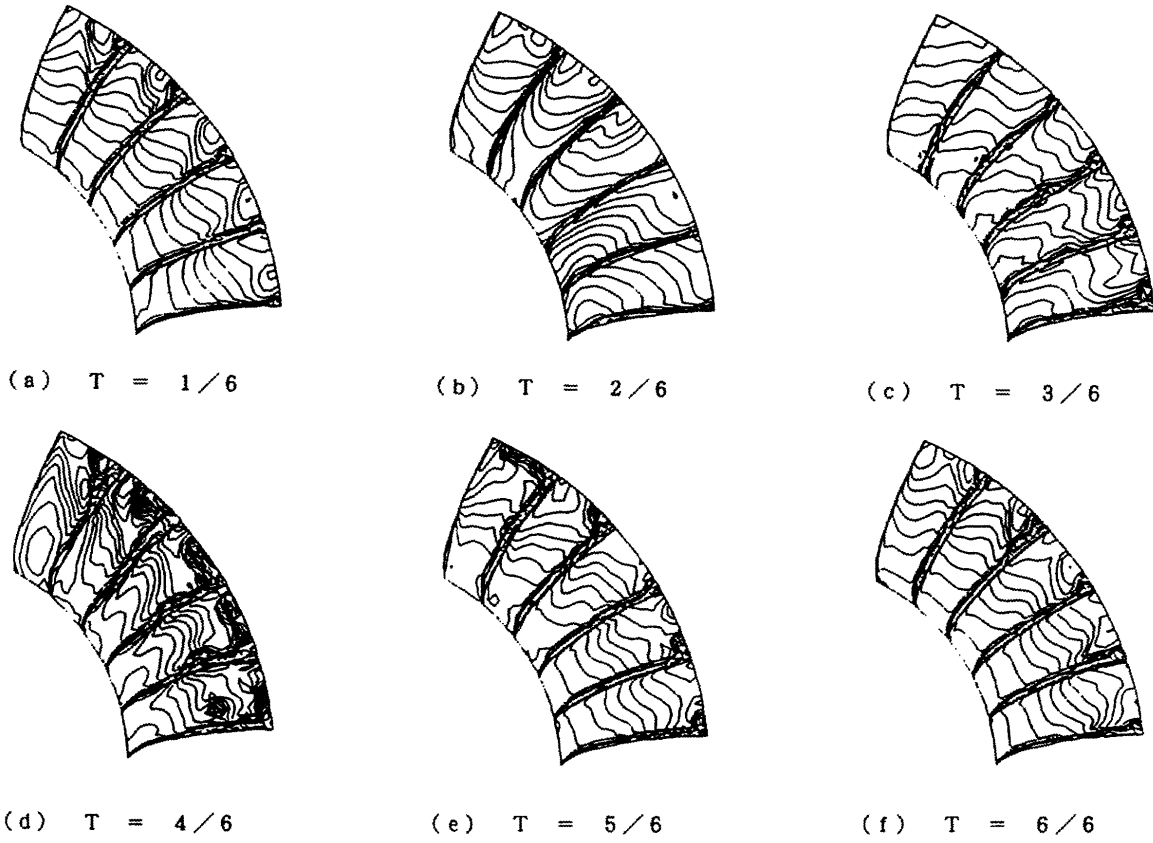 (a) T = 1/6
(b) T = 2/6
(c) T = 3/6
(d) T = 4/6
(e) T = 5/6
(f) T = 6/6